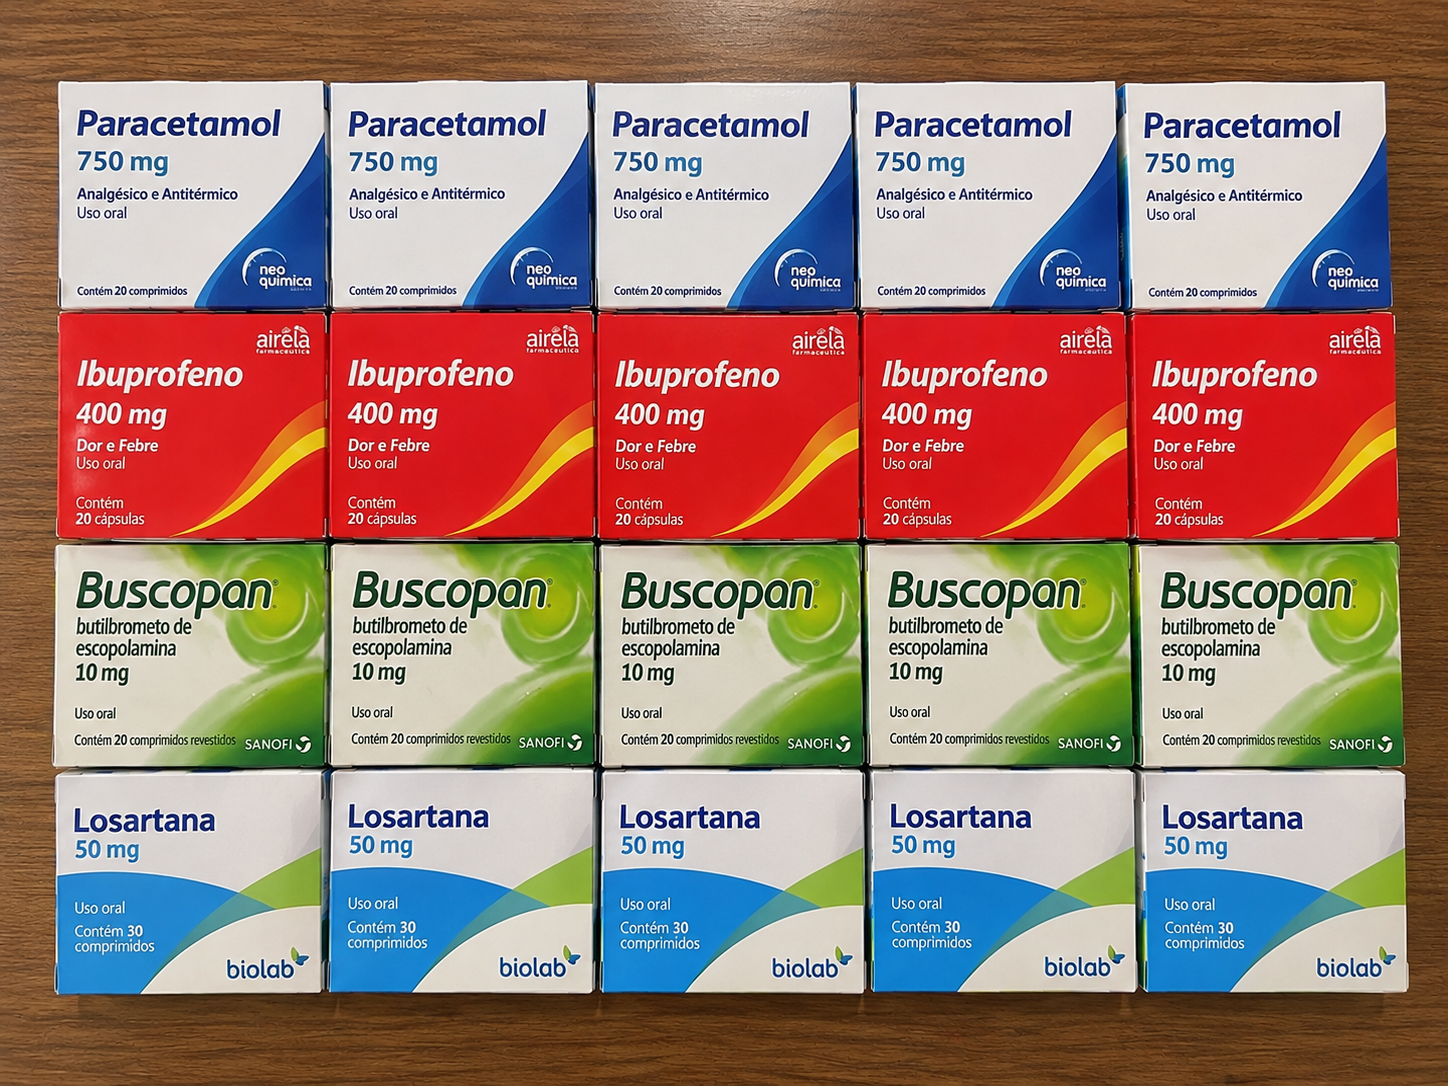 Paracetamol
750 mg
Analgésico e Antitérmico
Uso oral
neo
química
Contém 20 comprimidos
Paracetamol
750 mg
Analgésico e Antitérmico
Uso oral
neo
química
Contém 20 comprimidos
Paracetamol
750 mg
Analgésico e Antitérmico
Uso oral
neo
química
Contém 20 comprimidos
Paracetamol
750 mg
Analgésico e Antitérmico
Uso oral
neo
química
Contém 20 comprimidos
Paracetamol
750 mg
Analgésico e Antitérmico
Uso oral
neo
química
Contém 20 comprimidos
airela
farmacêutica
Ibuprofeno
400 mg
Dor e Febre
Uso oral
Contém
20 cápsulas
airela
farmacêutica
Ibuprofeno
400 mg
Dor e Febre
Uso oral
Contém
20 cápsulas
airela
farmacêutica
Ibuprofeno
400 mg
Dor e Febre
Uso oral
Contém
20 cápsulas
airela
farmacêutica
Ibuprofeno
400 mg
Dor e Febre
Uso oral
Contém
20 cápsulas
airela
farmacêutica
Ibuprofeno
400 mg
Dor e Febre
Uso oral
Contém
20 cápsulas
Buscopan®
butilbrometo de
escopolamina
10 mg
Uso oral
Contém 20 comprimidos revestidos
SANOFI
Buscopan®
butilbrometo de
escopolamina
10 mg
Uso oral
Contém 20 comprimidos revestidos
SANOFI
Buscopan®
butilbrometo de
escopolamina
10 mg
Uso oral
Contém 20 comprimidos revestidos
SANOFI
Buscopan®
butilbrometo de
escopolamina
10 mg
Uso oral
Contém 20 comprimidos revestidos
SANOFI
Buscopan®
butilbrometo de
escopolamina
10 mg
Uso oral
Contém 20 comprimidos revestidos
SANOFI
Losartana
50 mg
Uso oral
Contém 30
comprimidos
biolab
Losartana
50 mg
Uso oral
Contém 30
comprimidos
biolab
Losartana
50 mg
Uso oral
Contém 30
comprimidos
biolab
Losartana
50 mg
Uso oral
Contém 30
comprimidos
biolab
Losartana
50 mg
Uso oral
Contém 30
comprimidos
biolab